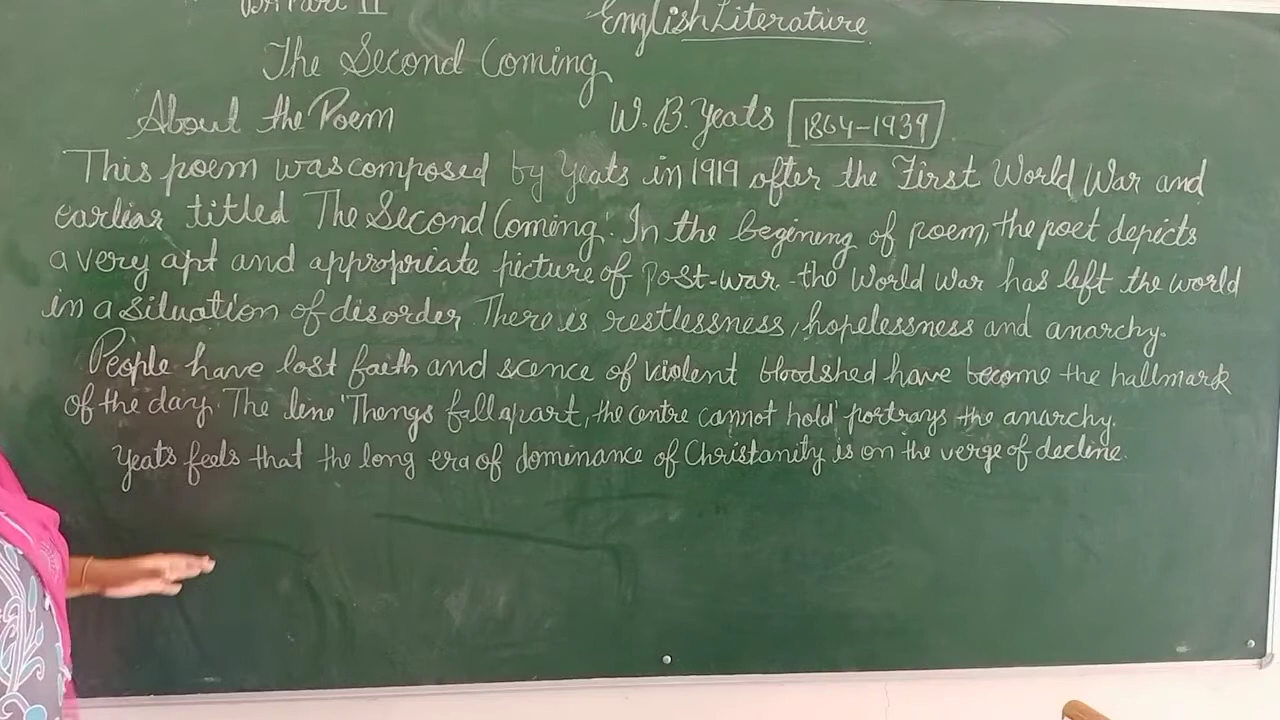 Part II
English Literature
The Second Coming
About the Poem
W. B. Yeats 1864-1939
This poem was composed by Yeats in 1919 after the First World War and
earlier titled 'The Second Coming'. In the begining of poem, the poet depicts
a very apt and appropriate picture of Post-war. the World War has left the world
in a situation of disorder. There is restlessness, hopelessness and anarchy.
People have lost faith and scence of violent bloodshed have become the hallmark
of the day. The line 'Thengs fall apart, the centre cannot hold' portrays the anarchy.
Yeats feels that the long era of dominance of Christanity is on the verge of decline.